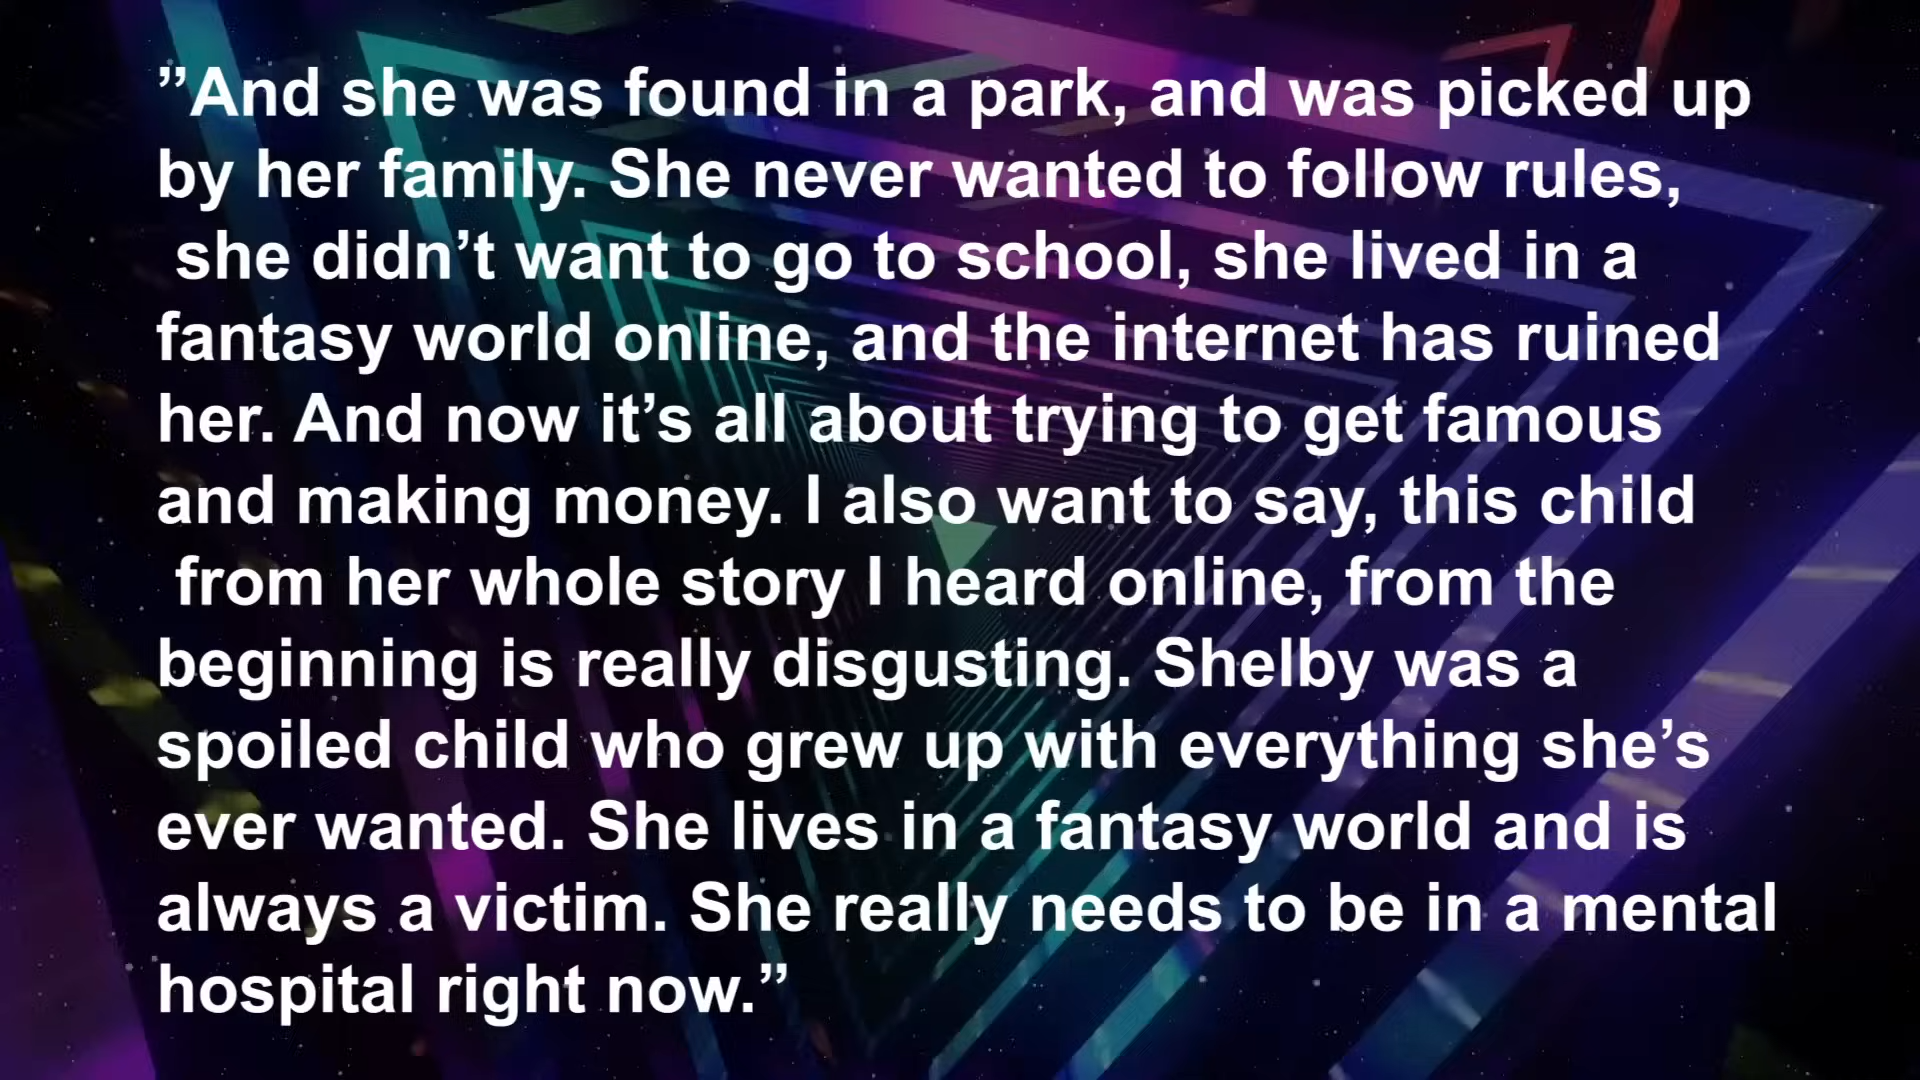 ”And she was found in a park, and was picked up
by her family. She never wanted to follow rules,
she didn’t want to go to school, she lived in a
fantasy world online, and the internet has ruined
her. And now it’s all about trying to get famous
and making money. I also want to say, this child
from her whole story I heard online, from the
beginning is really disgusting. Shelby was a
spoiled child who grew up with everything she’s
ever wanted. She lives in a fantasy world and is
always a victim. She really needs to be in a mental
hospital right now.”